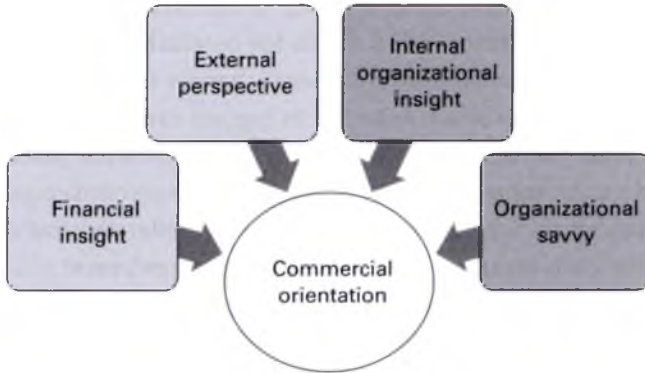 External
perspective
Internal
organizational
insight
Financial
insight
Organizational
savvy
Commercial
orientation